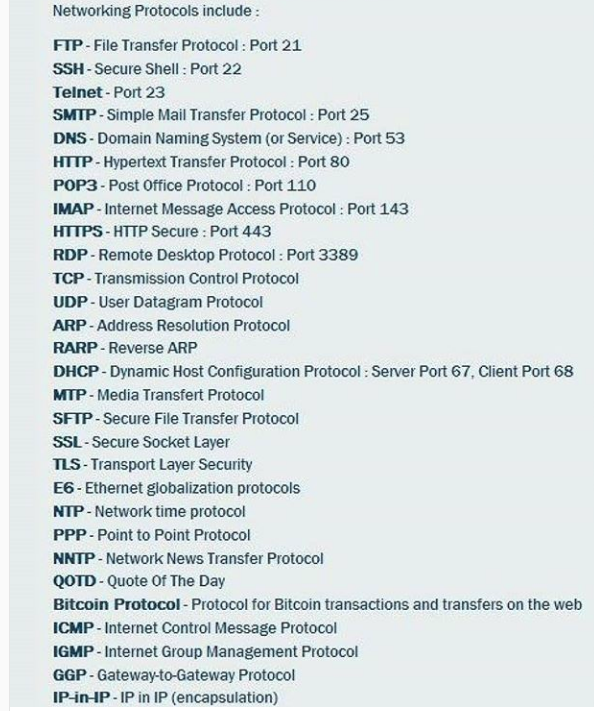 Networking Protocols include :
FTP - File Transfer Protocol : Port 21
SSH - Secure Shell : Port 22
Telnet - Port 23
SMTP - Simple Mail Transfer Protocol : Port 25
DNS - Domain Naming System (or Service) : Port 53
HTTP - Hypertext Transfer Protocol : Port 80
POP3 - Post Office Protocol : Port 110
IMAP - Internet Message Access Protocol : Port 143
HTTPS - HTTP Secure : Port 443
RDP - Remote Desktop Protocol : Port 3389
TCP - Transmission Control Protocol
UDP - User Datagram Protocol
ARP - Address Resolution Protocol
RARP - Reverse ARP
DHCP - Dynamic Host Configuration Protocol : Server Port 67, Client Port 68
MTP - Media Transfert Protocol
SFTP - Secure File Transfer Protocol
SSL - Secure Socket Layer
TLS - Transport Layer Security
E6 - Ethernet globalization protocols
NTP - Network time protocol
PPP - Point to Point Protocol
NNTP - Network News Transfer Protocol
QOTD - Quote Of The Day
Bitcoin Protocol - Protocol for Bitcoin transactions and transfers on the web
ICMP - Internet Control Message Protocol
IGMP - Internet Group Management Protocol
GGP - Gateway-to-Gateway Protocol
IP-in-IP - IP in IP (encapsulation)